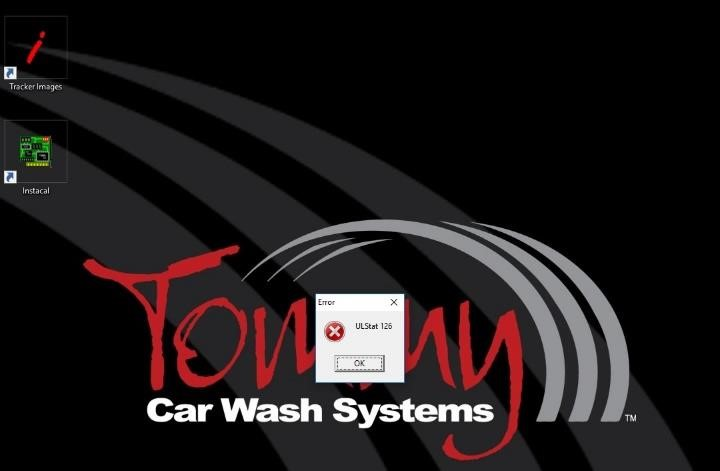 Tracker Images
Instacal
Tommy
Error
ULStat 126
OK
Car Wash Systems
TM